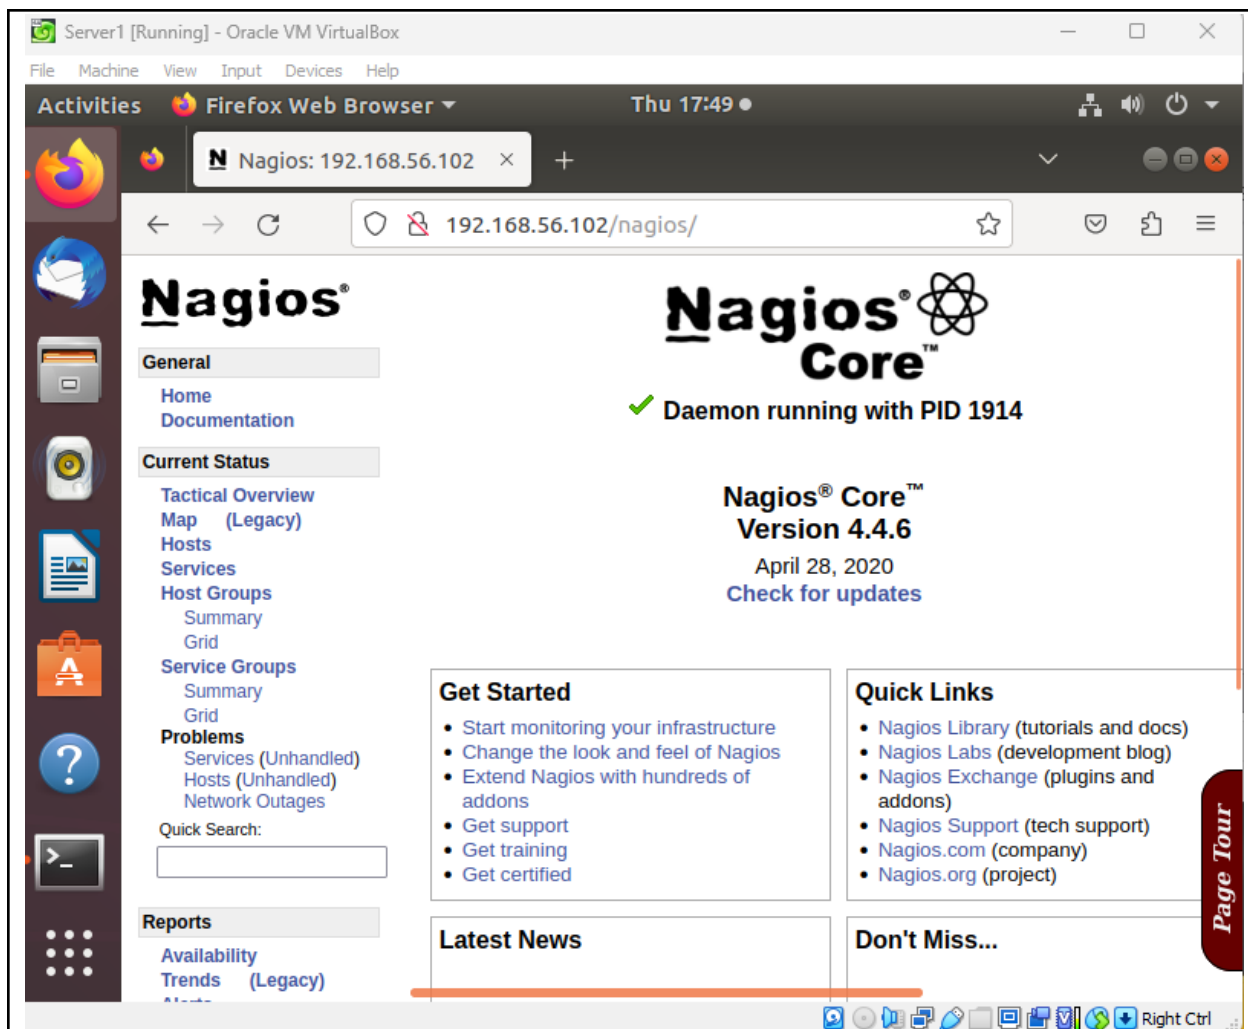 Server1 [Running] - Oracle VM VirtualBox
File Machine View Input Devices Help
Activities Firefox Web Browser Thu 17:49
N Nagios: 192.168.56.102
192.168.56.102/nagios/
Nagios®
General
Home
Documentation
Current Status
Tactical Overview
Map (Legacy)
Hosts
Services
Host Groups
Summary
Grid
Service Groups
Summary
Grid
Problems
Services (Unhandled)
Hosts (Unhandled)
Network Outages
Quick Search:
Reports
Availability
Trends (Legacy)
Alerts
Nagios®
Core™
Daemon running with PID 1914
Nagios® Core™
Version 4.4.6
April 28, 2020
Check for updates
Get Started
• Start monitoring your infrastructure
• Change the look and feel of Nagios
• Extend Nagios with hundreds of
addons
• Get support
• Get training
• Get certified
Quick Links
• Nagios Library (tutorials and docs)
• Nagios Labs (development blog)
• Nagios Exchange (plugins and
addons)
• Nagios Support (tech support)
• Nagios.com (company)
• Nagios.org (project)
Latest News
Don't Miss...
Page Tour
Right Ctrl